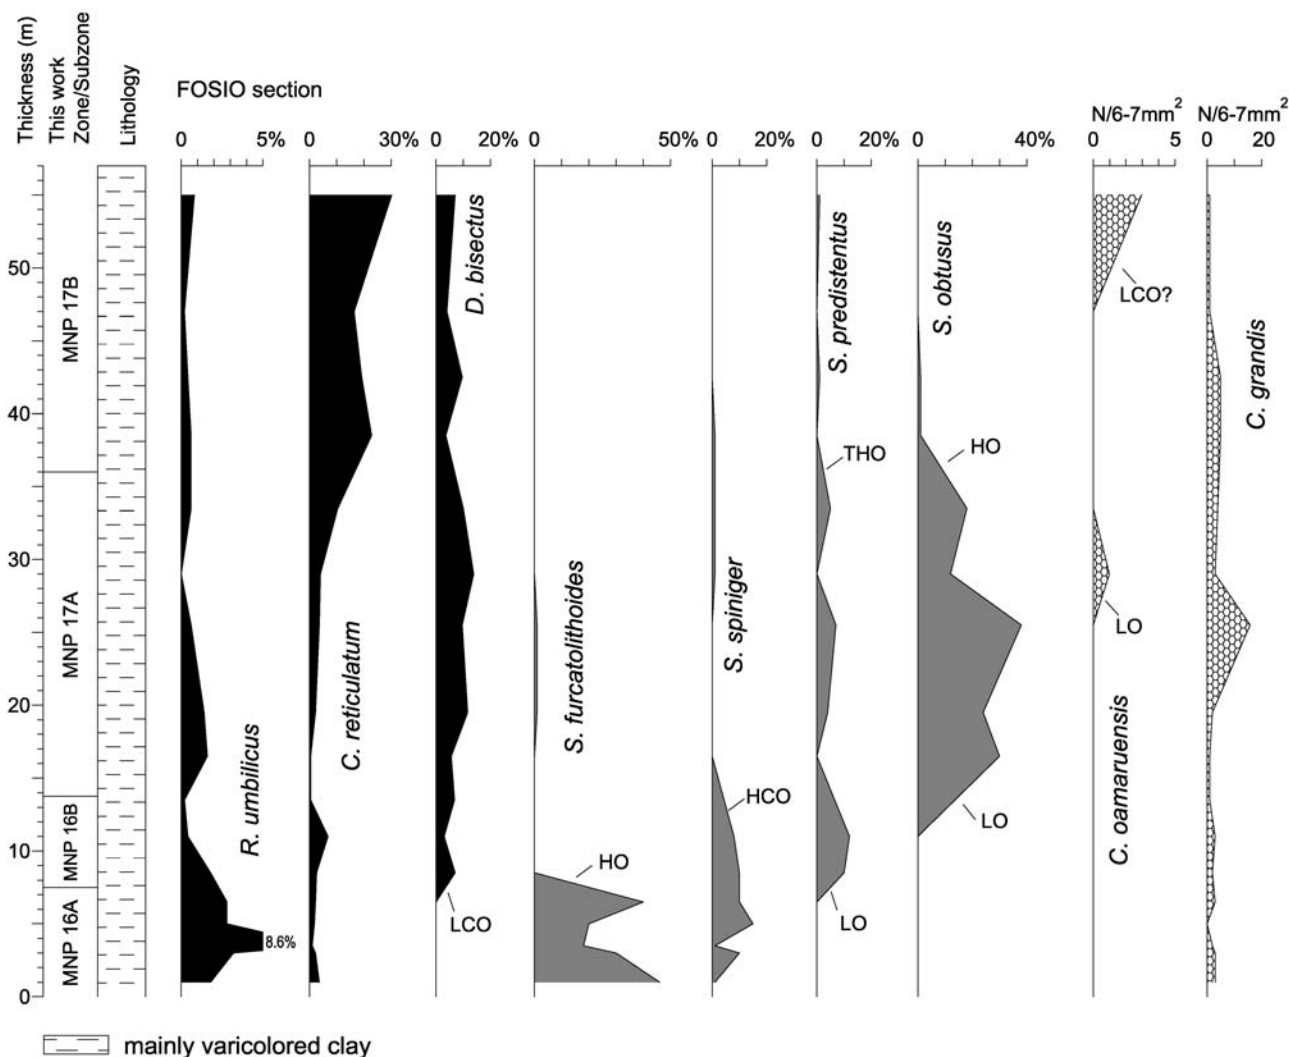 Thickness (m)
This work
Zone/Subzone
Lithology
FOSIO section
N/6-7mm²
N/6-7mm²
0 5%
0 30%
0 20%
0 50%
0 20%
0 20%
0 40%
0 5
0 20
50
40
30
20
10
0
MNP 17B
MNP 17A
MNP 16B
MNP 16A
R. umbilicus
8.6%
C. reticulatum
D. bisectus
LCO
S. furcatolithoides
HO
S. spiniger
HCO
S. predistentus
THO
LO
S. obtusus
HO
LO
C. oamaruensis
LCO?
LO
C. grandis
mainly varicolored clay